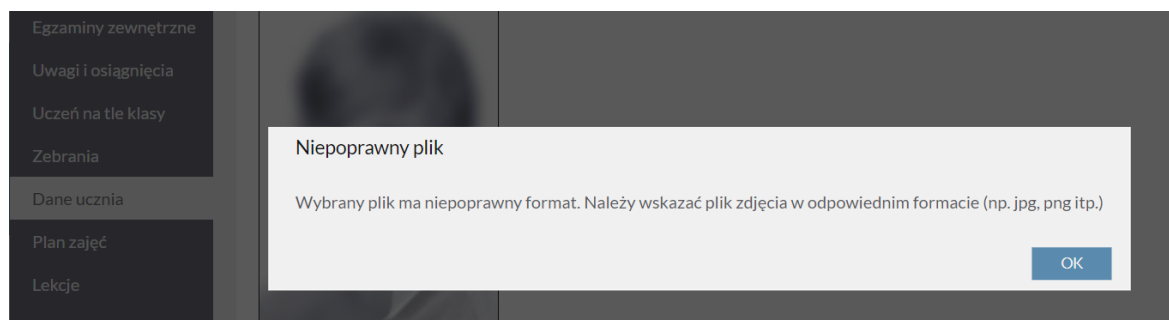 Egzaminy zewnętrzne
Uwagi i osiągnięcia
Uczeń na tle klasy
Zebrania
Dane ucznia
Plan zajęć
Lekcje
Niepoprawny plik
Wybrany plik ma niepoprawny format. Należy wskazać plik zdjęcia w odpowiednim formacie (np. jpg, png itp.)
OK